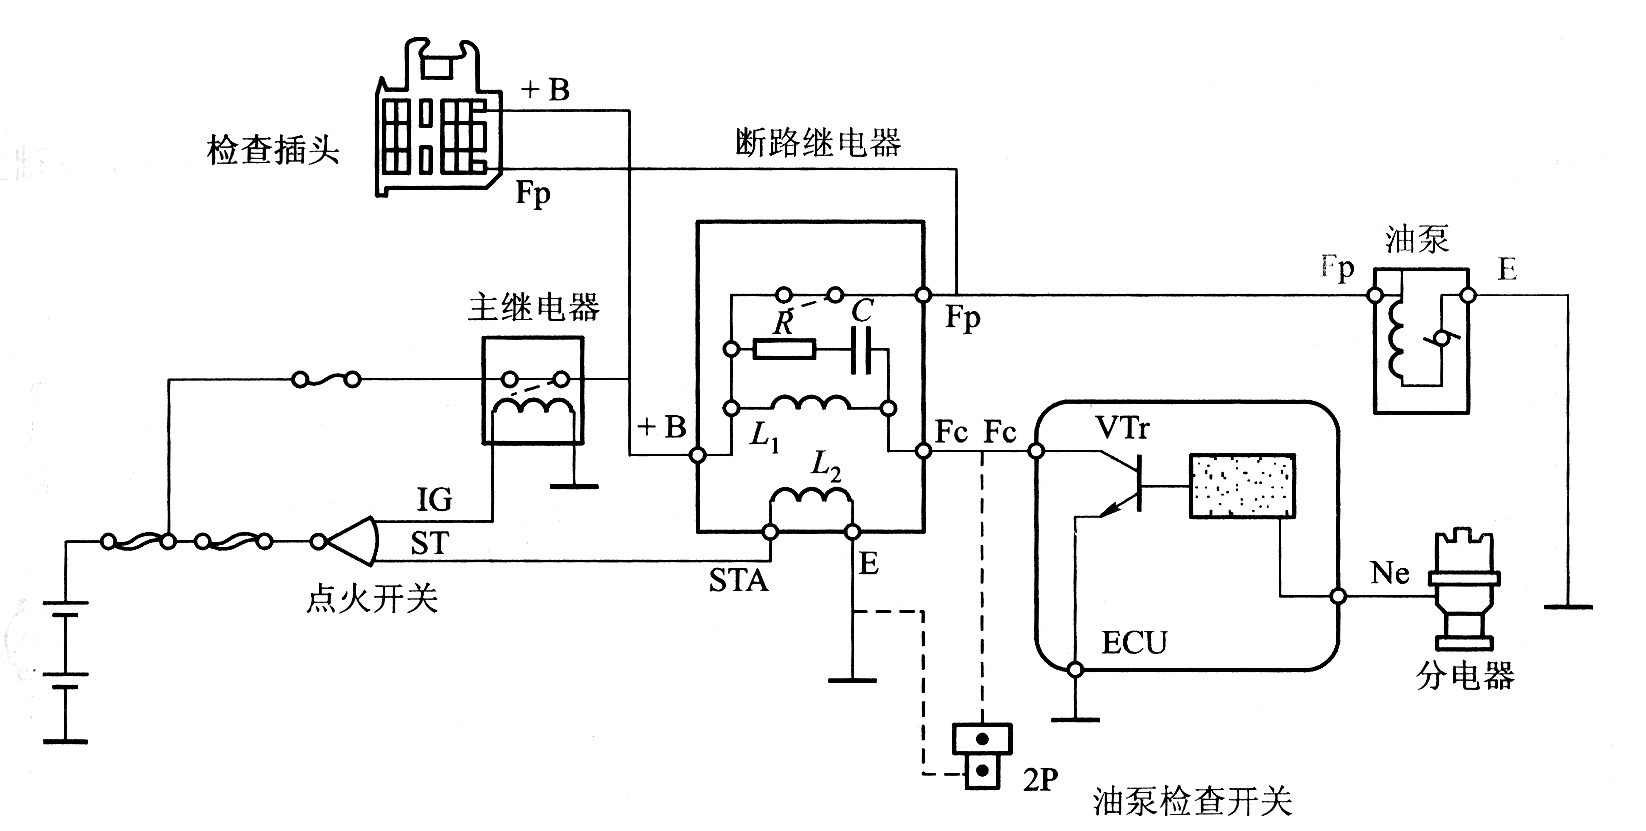 + B
检查插头
断路继电器
Fp
油泵
Fp
E
主继电器
R
C
Fp
+ B
L1
Fc
Fc
VTr
L2
IG
ST
STA
E
点火开关
Ne
ECU
分电器
2P
油泵检查开关